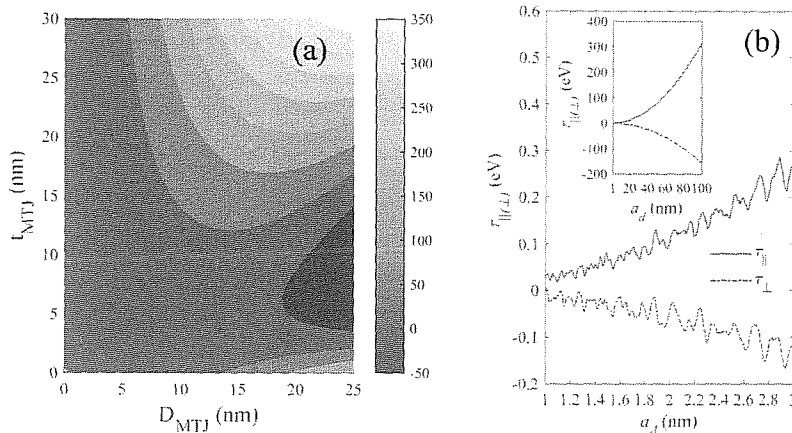 (a)
t_MTJ (nm)
30
25
20
15
10
5
0
0 5 10 15 20 25
D_MTJ (nm)
350
300
250
200
150
100
50
0
-50
(b)
τ_||(⊥) (eV)
0.6
0.5
0.4
0.3
0.2
0.1
0
-0.1
-0.2
1 1.2 1.4 1.6 1.8 2 2.2 2.4 2.6 2.8 3
a_d (nm)
τ_||(⊥) (eV)
400
300
200
100
0
-100
-200
1 20 40 60 80 100
a_d (nm)
τ_||
τ_⊥